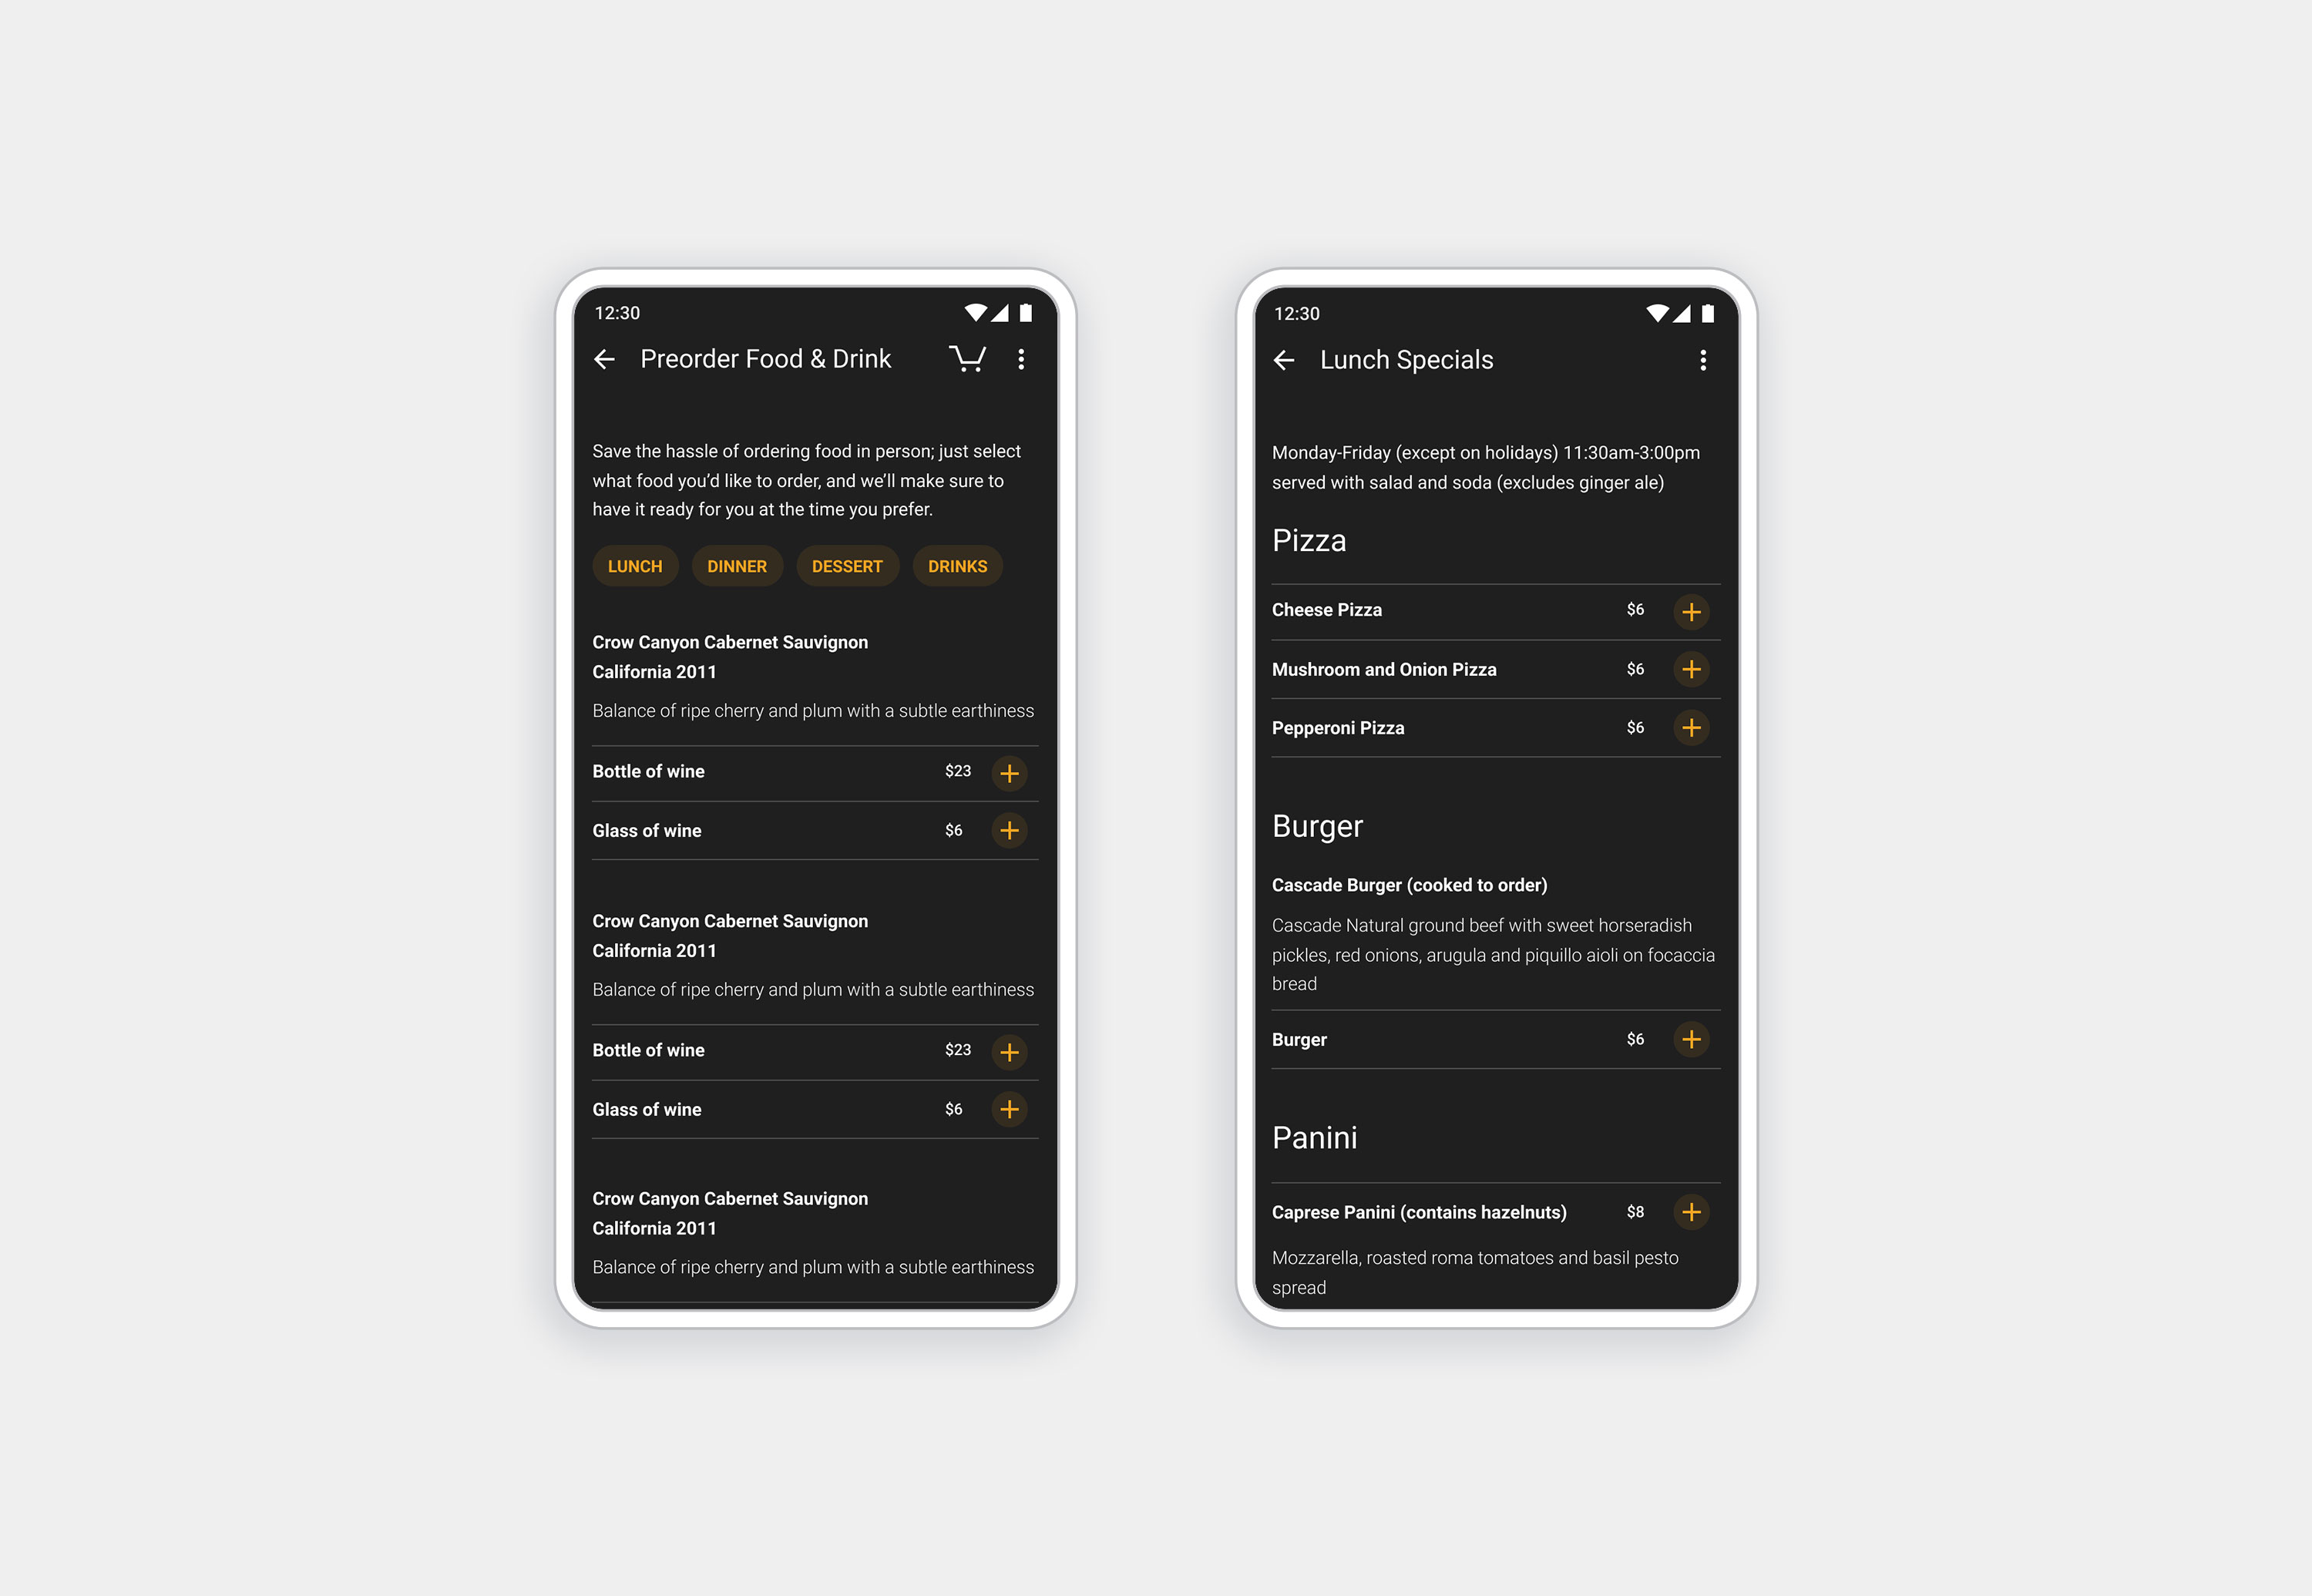 12:30
Preorder Food & Drink
Save the hassle of ordering food in person; just select
what food you’d like to order, and we’ll make sure to
have it ready for you at the time you prefer.
LUNCH DINNER DESSERT DRINKS
Crow Canyon Cabernet Sauvignon
California 2011
Balance of ripe cherry and plum with a subtle earthiness
Bottle of wine $23
Glass of wine $6
Crow Canyon Cabernet Sauvignon
California 2011
Balance of ripe cherry and plum with a subtle earthiness
Bottle of wine $23
Glass of wine $6
Crow Canyon Cabernet Sauvignon
California 2011
Balance of ripe cherry and plum with a subtle earthiness
12:30
Lunch Specials
Monday-Friday (except on holidays) 11:30am-3:00pm
served with salad and soda (excludes ginger ale)
Pizza
Cheese Pizza $6
Mushroom and Onion Pizza $6
Pepperoni Pizza $6
Burger
Cascade Burger (cooked to order)
Cascade Natural ground beef with sweet horseradish
pickles, red onions, arugula and piquillo aioli on focaccia
bread
Burger $6
Panini
Caprese Panini (contains hazelnuts) $8
Mozzarella, roasted roma tomatoes and basil pesto
spread